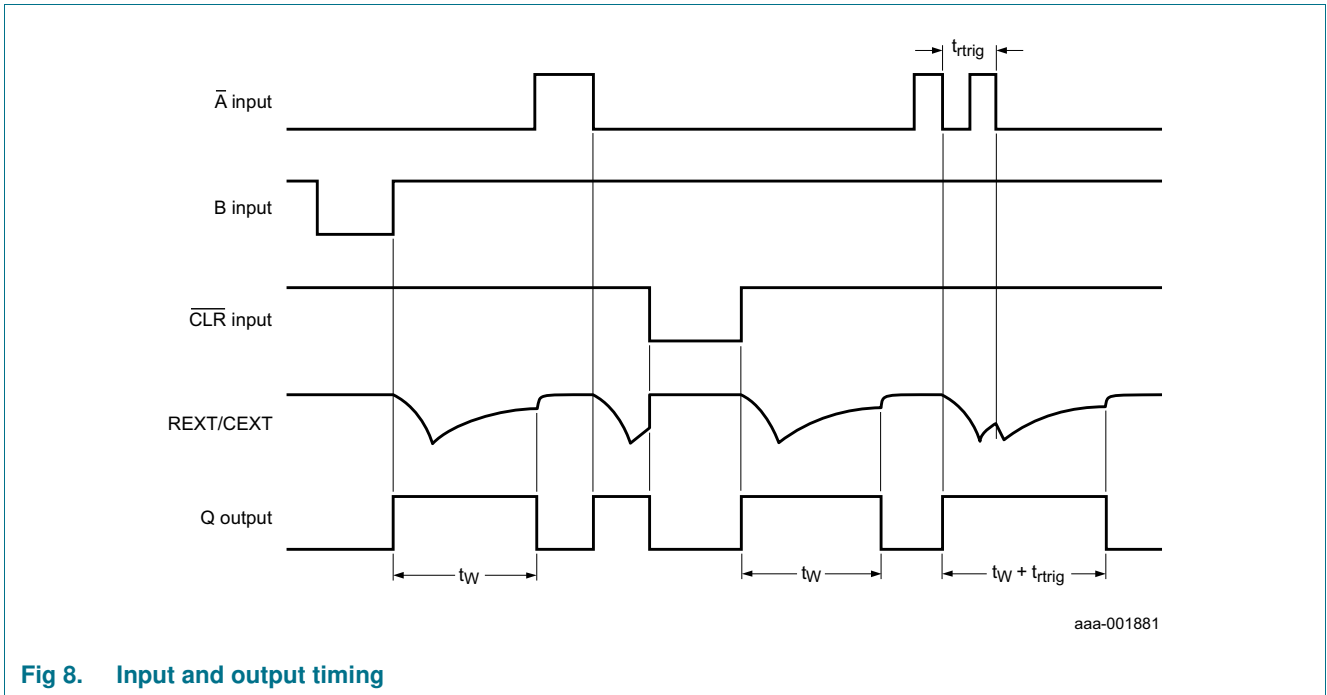 t_rtrig
A̅ input
B input
C̅L̅R̅ input
REXT/CEXT
Q output
t_W
t_W
t_W + t_rtrig
aaa-001881
Fig 8. Input and output timing